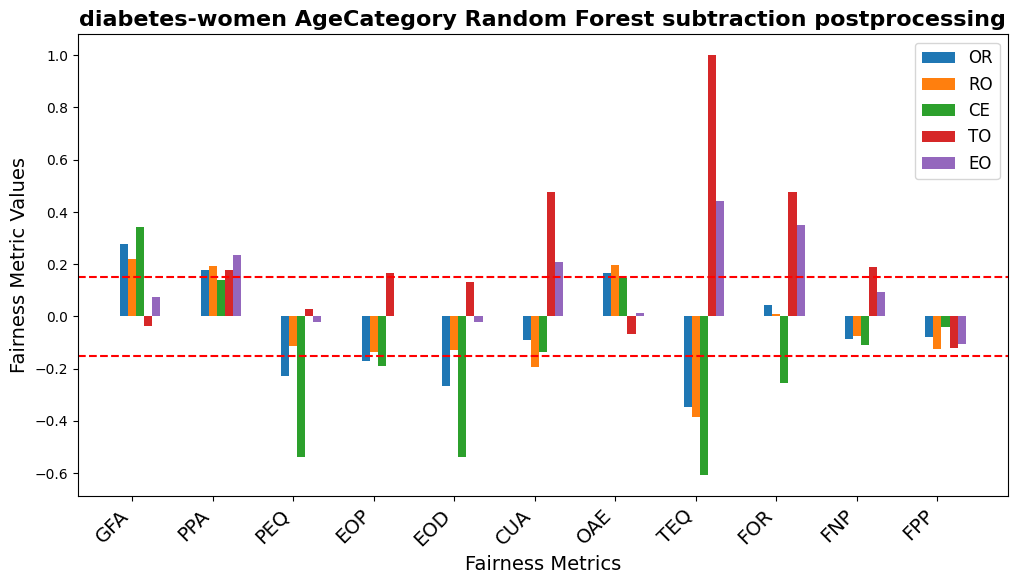 diabetes-women AgeCategory Random Forest subtraction postprocessing
OR
RO
CE
TO
EO
Fairness Metric Values
1.0
0.8
0.6
0.4
0.2
0.0
−0.2
−0.4
−0.6
GFA
PPA
PEQ
EOP
EOD
CUA
OAE
TEQ
FOR
FNP
FPP
Fairness Metrics